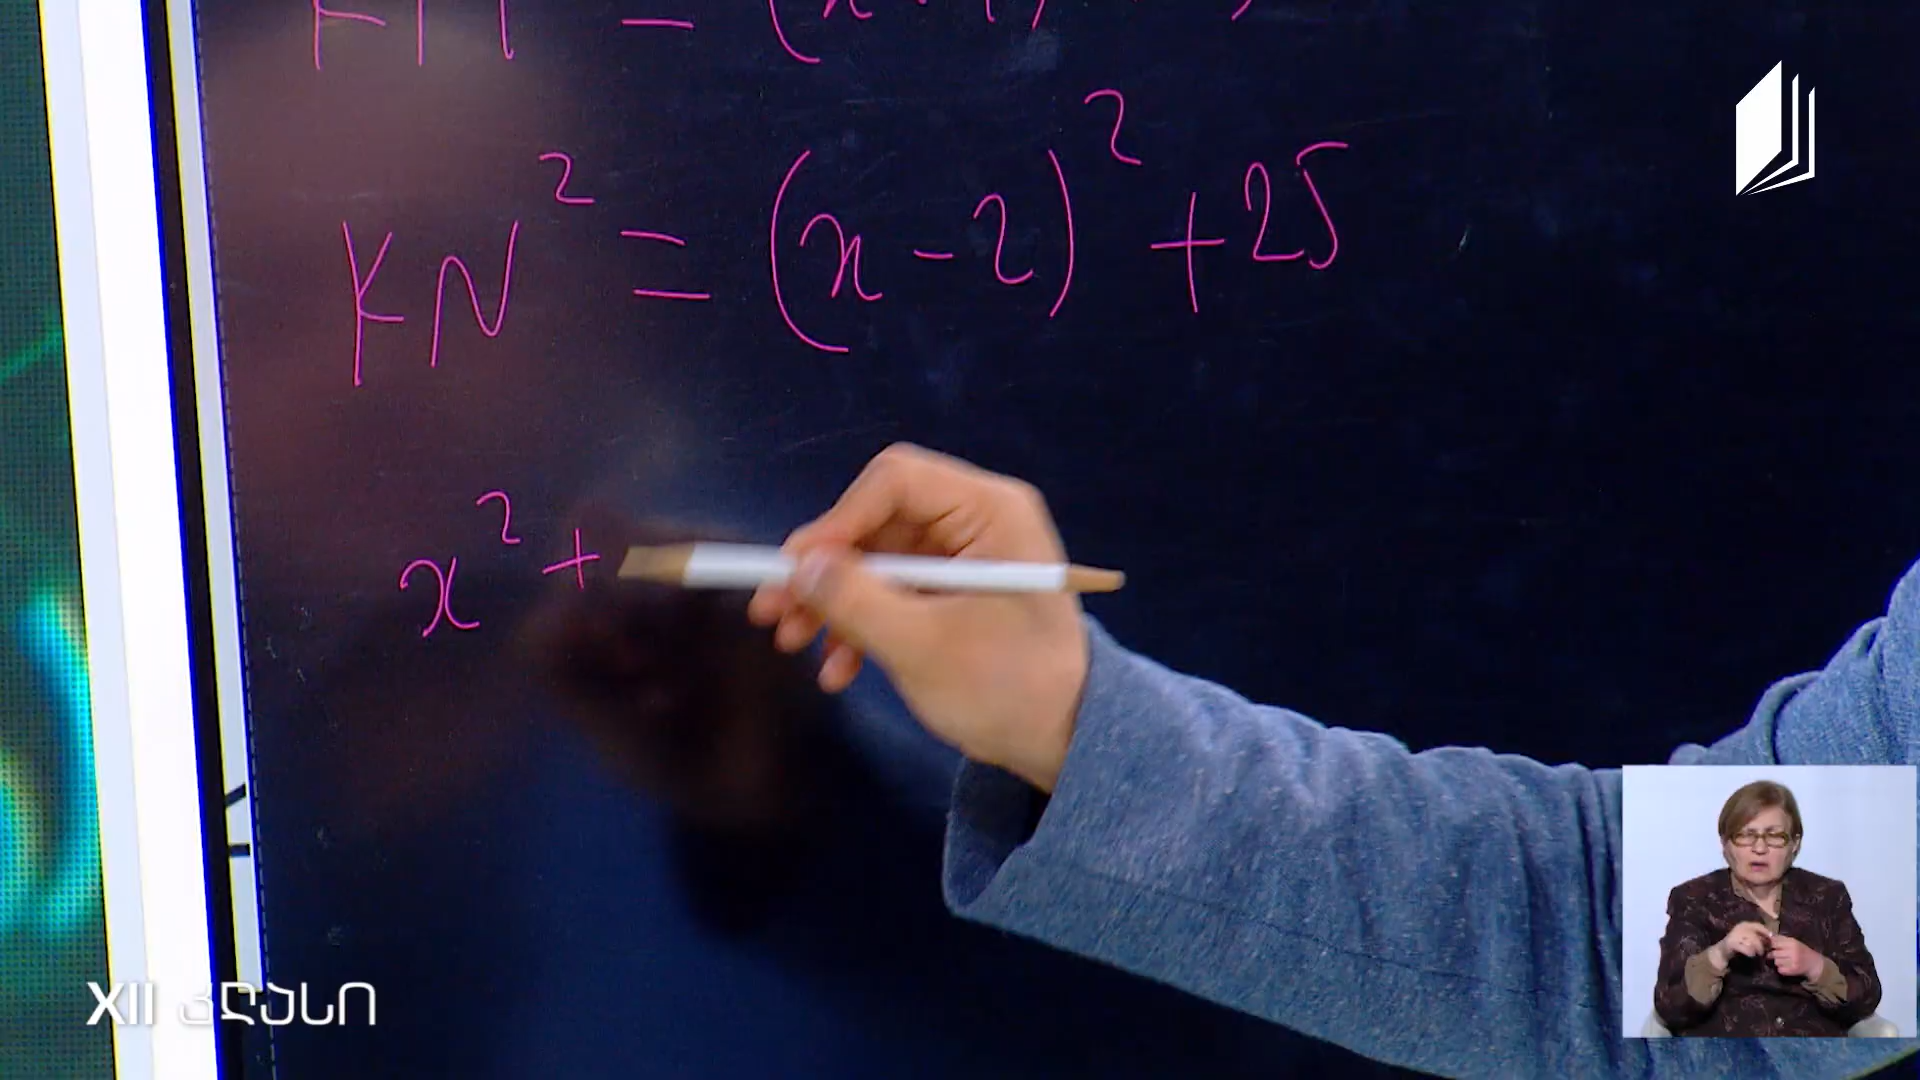 KN² = (x - 2)² + 25
x² +
XII კლასი